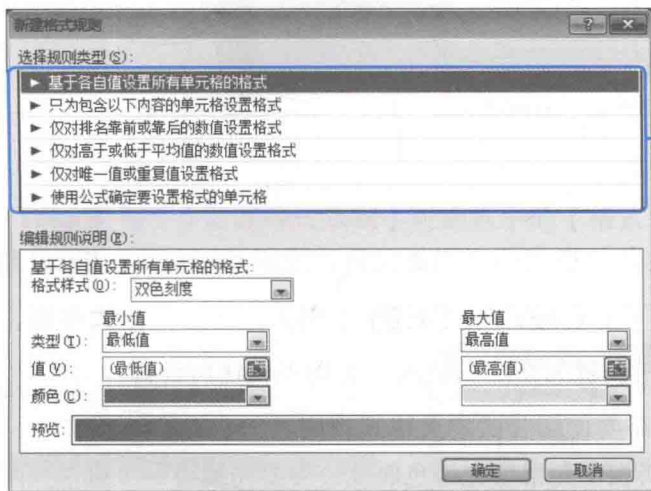 新建格式规则
选择规则类型(S):
► 基于各自值设置所有单元格的格式
► 只为包含以下内容的单元格设置格式
► 仅对排名靠前或靠后的数值设置格式
► 仅对高于或低于平均值的数值设置格式
► 仅对唯一值或重复值设置格式
► 使用公式确定要设置格式的单元格
编辑规则说明(E):
基于各自值设置所有单元格的格式:
格式样式(O): 双色刻度
最小值 最大值
类型(T): 最低值 最高值
值(V): (最低值) (最高值)
颜色(C):
预览:
确定 取消